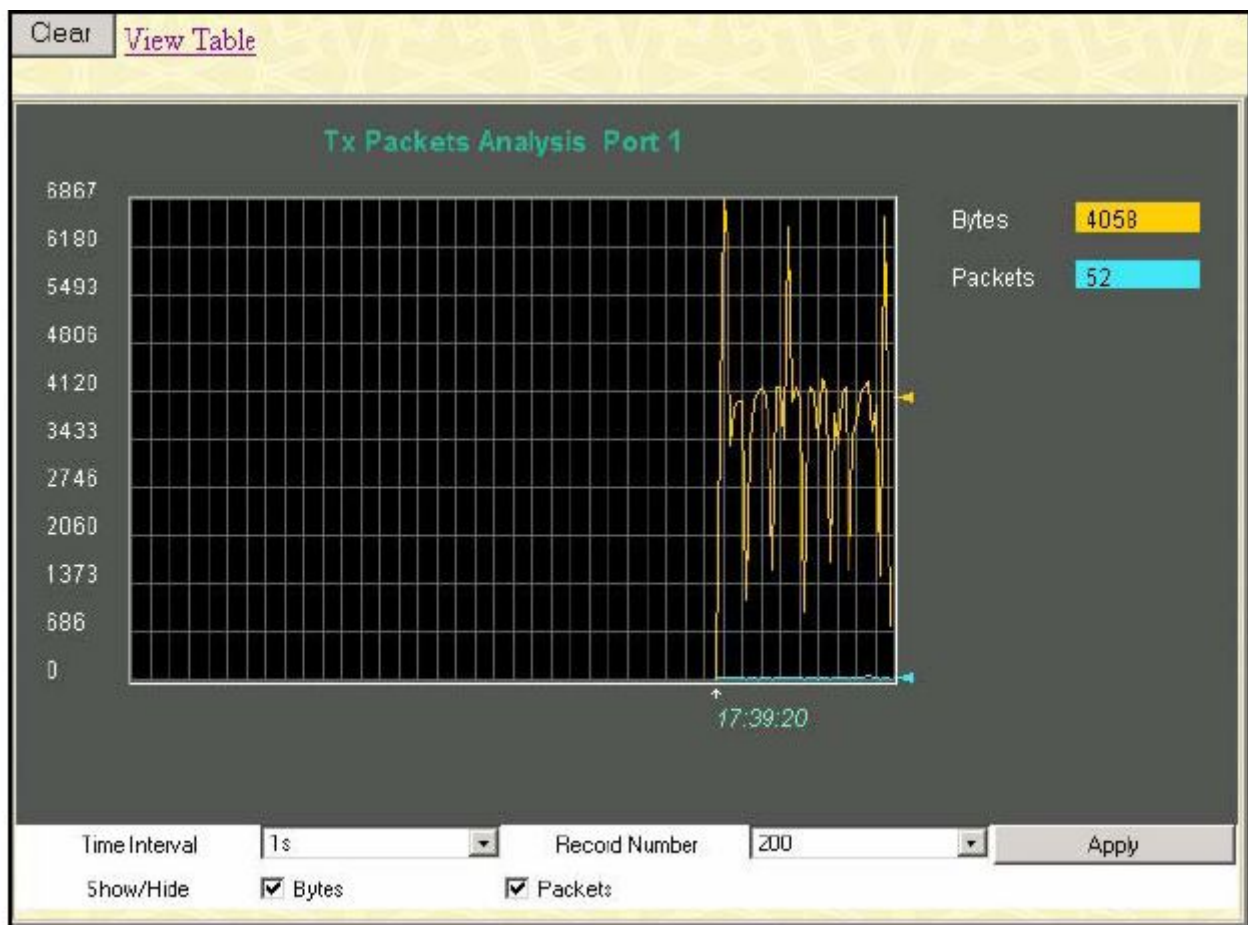 Clear View Table
Tx Packets Analysis Port 1
6867
6180
5493
4806
4120
3433
2746
2060
1373
686
0
Bytes 4058
Packets 52
17:39:20
Time Interval 1s Record Number 200 Apply
Show/Hide Bytes Packets